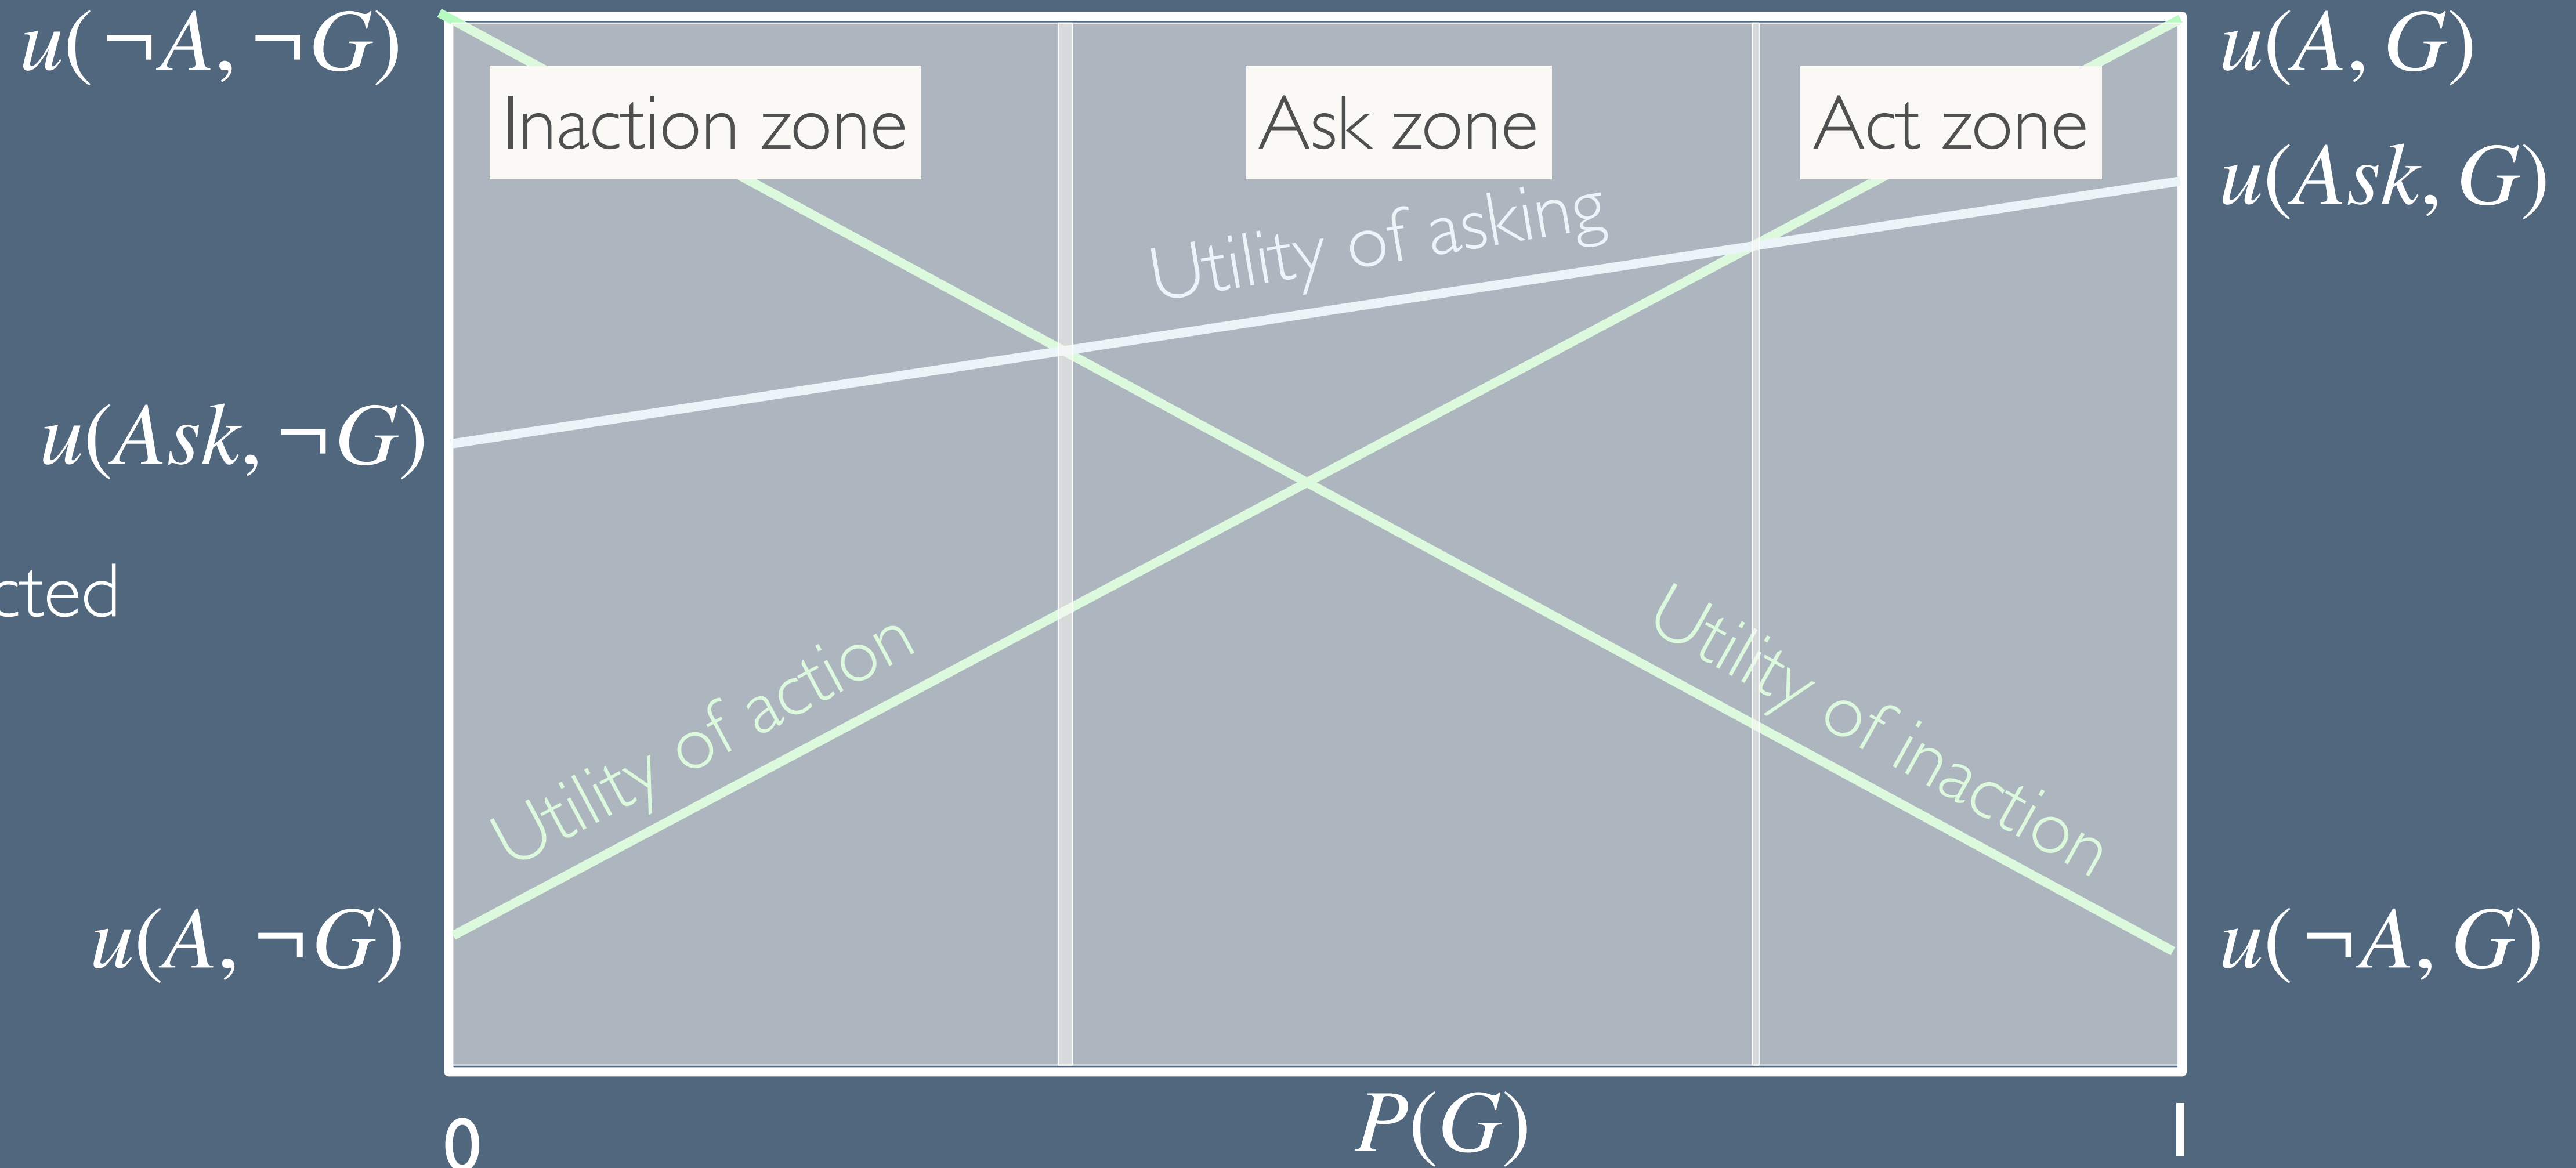 u(¬A, ¬G)
u(A, G)
Inaction zone
Ask zone
Act zone
u(Ask, G)
Utility of asking
u(Ask, ¬G)
cted
Utility of action
Utility of inaction
u(A, ¬G)
u(¬A, G)
P(G)
0
1